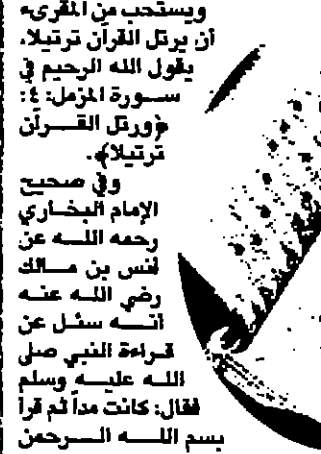 ويستحب من المقرىء
أن يرتل القرآن ترتيلا.
يقول الله الرحيم في
سورة المزمل: ٤:
﴿ورتل القرآن
ترتيلا﴾.
وفي صحيح
الإمام البخاري
رحمه الله عن
أنس بن مالك
رضي الله عنه
أنه سئل عن
قراءة النبي صلى
الله عليه وسلم
فقال: كانت مداً ثم قرأ
بسم الله الرحمن